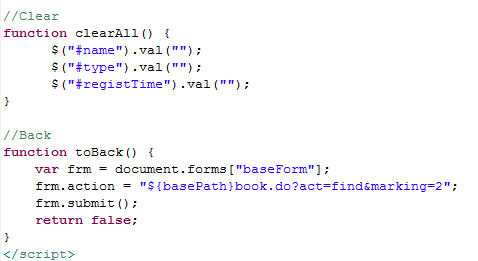 //Clear
function clearAll() {
      $("#name").val("");
      $("#type").val("");
      $("#registTime").val("");
}

//Back
function toBack() {
    var frm = document.forms["baseForm"];
    frm.action = "${basePath}book.do?act=find&marking=2";
    frm.submit();
    return false;
}
</script>